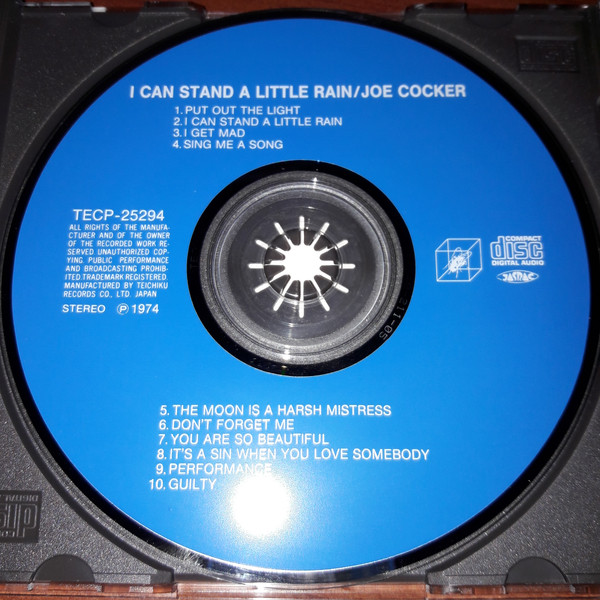 I CAN STAND A LITTLE RAIN/JOE COCKER
1.PUT OUT THE LIGHT
2.I CAN STAND A LITTLE RAIN
3.I GET MAD
4.SING ME A SONG
TECP-25294
ALL RIGHTS OF THE MANUFA-
CTURER AND OF THE OWNER
OF THE RECORDED WORK RE-
SERVED. UNAUTHORIZED COP-
YING PUBLIC PERFORMANCE
AND BROADCASTING PROHIB-
ITED.TRADEMARK REGISTERED.
MANUFACTURED BY TEICHIKU
RECORDS CO., LTD. JAPAN
STEREO Ⓟ 1974
COMPACT
disc
DIGITAL AUDIO
JASRAC
5.THE MOON IS A HARSH MISTRESS
6.DON'T FORGET ME
7.YOU ARE SO BEAUTIFUL
8.IT'S A SIN WHEN YOU LOVE SOMEBODY
9.PERFORMANCE
10.GUILTY